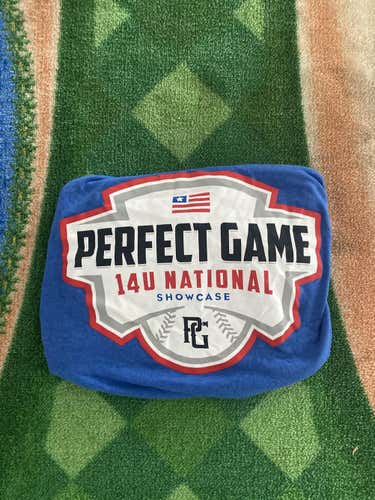 PERFECT GAME
14U NATIONAL
SHOWCASE
PG